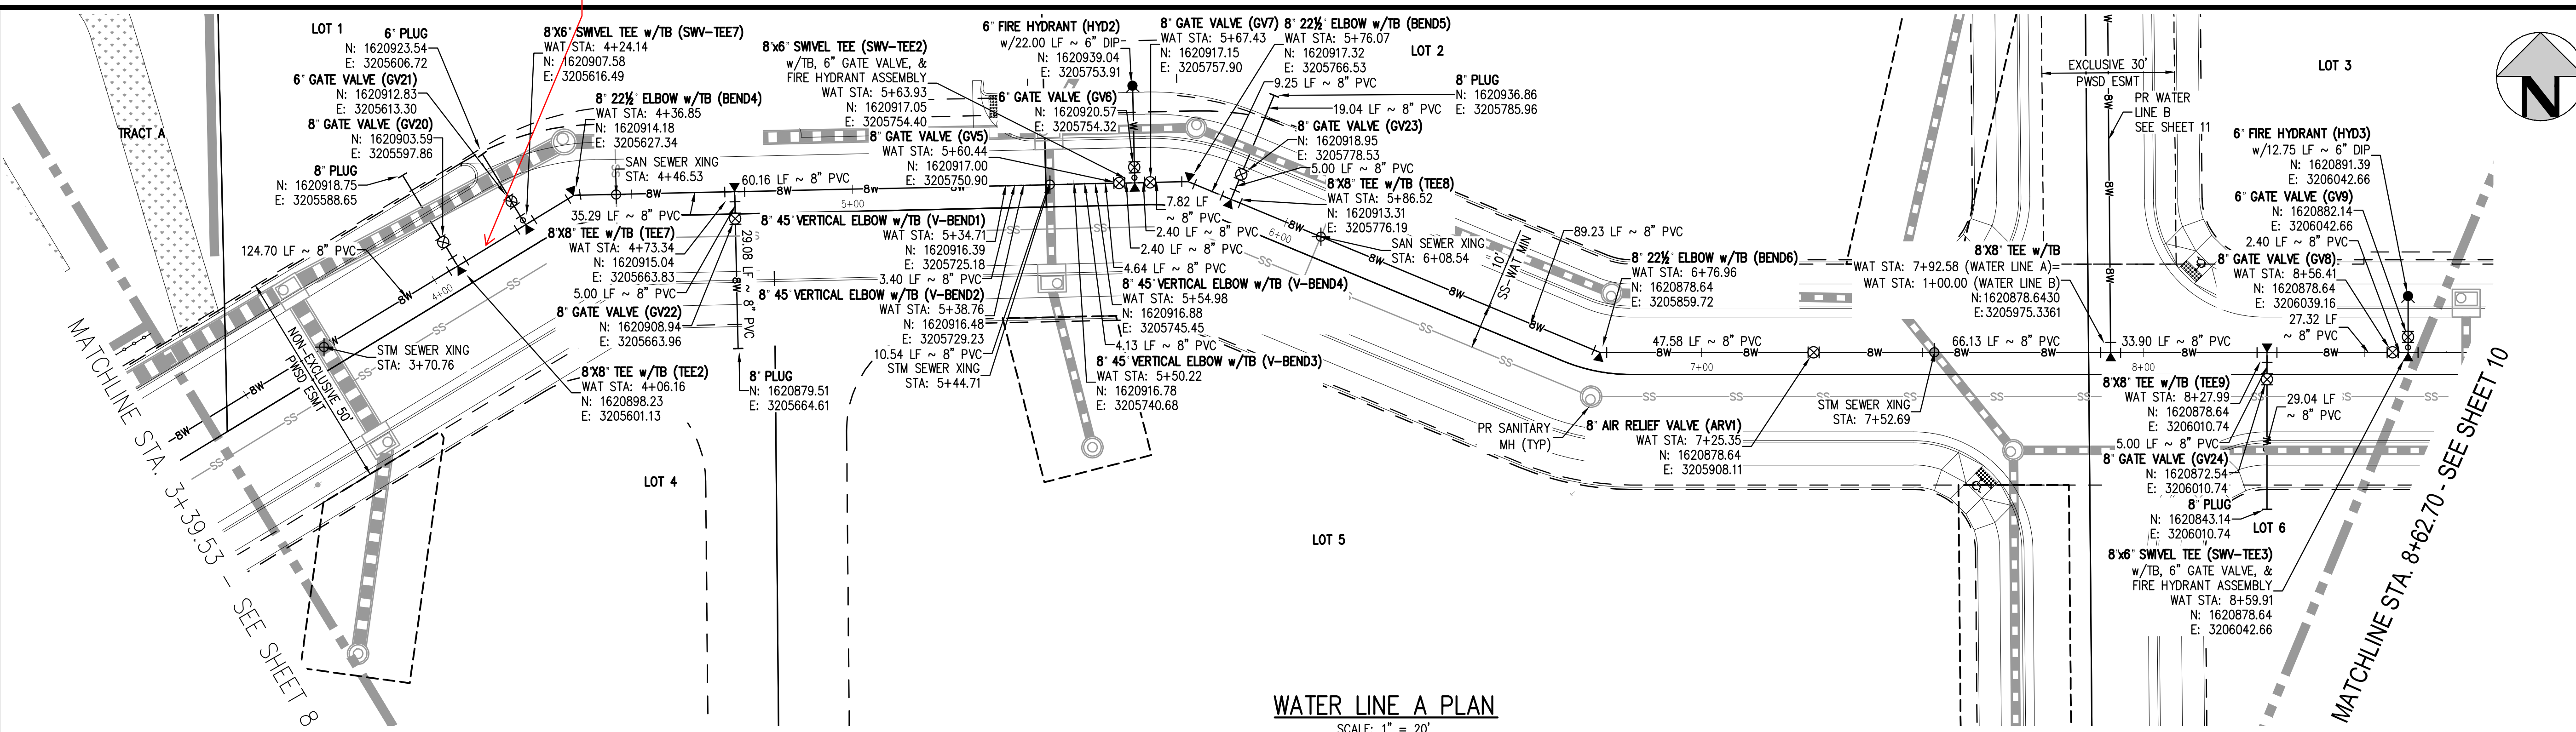 LOT 1
6" PLUG
N: 1620923.54
E: 3205606.72
6" GATE VALVE (GV21)
N: 1620912.83
E: 3205613.30
8" GATE VALVE (GV20)
N: 1620903.59
E: 3205597.86
8" PLUG
N: 1620918.75
E: 3205588.65
TRACT A
8"X6" SWIVEL TEE w/TB (SWV-TEE7)
WAT STA: 4+24.14
N: 1620907.58
E: 3205616.49
8" 22½° ELBOW w/TB (BEND4)
WAT STA: 4+36.85
N: 1620914.18
E: 3205627.34
SAN SEWER XING
STA: 4+46.53
60.16 LF ~ 8" PVC
35.29 LF ~ 8" PVC
124.70 LF ~ 8" PVC
8"X8" TEE w/TB (TEE7)
WAT STA: 4+73.34
N: 1620915.04
E: 3205663.83
5.00 LF ~ 8" PVC
8" GATE VALVE (GV22)
N: 1620908.94
E: 3205663.96
29.08 LF ~ 8" PVC
8" PLUG
N: 1620879.51
E: 3205664.61
8"X8" TEE w/TB (TEE2)
WAT STA: 4+06.16
N: 1620898.23
E: 3205601.13
STM SEWER XING
STA: 3+70.76
NON-EXCLUSIVE 50'
PWSD ESMT
MATCHLINE STA. 3+39.53 - SEE SHEET 8
4+00
5+00
LOT 4
8"x6" SWIVEL TEE (SWV-TEE2)
w/TB, 6" GATE VALVE, &
FIRE HYDRANT ASSEMBLY
WAT STA: 5+63.93
N: 1620917.05
E: 3205754.40
8" GATE VALVE (GV5)
WAT STA: 5+60.44
N: 1620917.00
E: 3205750.90
6" FIRE HYDRANT (HYD2)
w/22.00 LF ~ 6" DIP
N: 1620939.04
E: 3205753.91
6" GATE VALVE (GV6)
N: 1620920.57
E: 3205754.32
8" GATE VALVE (GV7)
WAT STA: 5+67.43
N: 1620917.15
E: 3205757.90
8" 22½° ELBOW w/TB (BEND5)
WAT STA: 5+76.07
N: 1620917.32
E: 3205766.53
LOT 2
9.25 LF ~ 8" PVC
19.04 LF ~ 8" PVC
8" PLUG
N: 1620936.86
E: 3205785.96
8" GATE VALVE (GV23)
N: 1620918.95
E: 3205778.53
5.00 LF ~ 8" PVC
8"X8" TEE w/TB (TEE8)
WAT STA: 5+86.52
N: 1620913.31
E: 3205776.19
8" 45° VERTICAL ELBOW w/TB (V-BEND1)
WAT STA: 5+34.71
N: 1620916.39
E: 3205725.18
3.40 LF ~ 8" PVC
8" 45° VERTICAL ELBOW w/TB (V-BEND2)
WAT STA: 5+38.76
N: 1620916.48
E: 3205729.23
10.54 LF ~ 8" PVC
STM SEWER XING
STA: 5+44.71
7.82 LF
~ 8" PVC
2.40 LF ~ 8" PVC
2.40 LF ~ 8" PVC
4.64 LF ~ 8" PVC
8" 45° VERTICAL ELBOW w/TB (V-BEND4)
WAT STA: 5+54.98
N: 1620916.88
E: 3205745.45
4.13 LF ~ 8" PVC
8" 45° VERTICAL ELBOW w/TB (V-BEND3)
WAT STA: 5+50.22
N: 1620916.78
E: 3205740.68
6+00
SAN SEWER XING
STA: 6+08.54
10'
SS-WAT MIN
89.23 LF ~ 8" PVC
8" 22½° ELBOW w/TB (BEND6)
WAT STA: 6+76.96
N: 1620878.64
E: 3205859.72
47.58 LF ~ 8" PVC
7+00
PR SANITARY
MH (TYP)
8" AIR RELIEF VALVE (ARV1)
WAT STA: 7+25.35
N: 1620878.64
E: 3205908.11
STM SEWER XING
STA: 7+52.69
66.13 LF ~ 8" PVC
LOT 5
EXCLUSIVE 30'
PWSD ESMT
PR WATER
LINE B
SEE SHEET 11
LOT 3
8"X8" TEE w/TB
WAT STA: 7+92.58 (WATER LINE A)=
WAT STA: 1+00.00 (WATER LINE B)
N:1620878.6430
E:3205975.3361
33.90 LF ~ 8" PVC
8+00
6" FIRE HYDRANT (HYD3)
w/12.75 LF ~ 6" DIP
N: 1620891.39
E: 3206042.66
6" GATE VALVE (GV9)
N: 1620882.14
E: 3206042.66
2.40 LF ~ 8" PVC
8" GATE VALVE (GV8)
WAT STA: 8+56.41
N: 1620878.64
E: 3206039.16
27.32 LF
~ 8" PVC
8"X8" TEE w/TB (TEE9)
WAT STA: 8+27.99
N: 1620878.64
E: 3206010.74
5.00 LF ~ 8" PVC
8" GATE VALVE (GV24)
N: 1620872.54
E: 3206010.74
29.04 LF
~ 8" PVC
8" PLUG
N: 1620843.14
E: 3206010.74
LOT 6
8"x6" SWIVEL TEE (SWV-TEE3)
w/TB, 6" GATE VALVE, &
FIRE HYDRANT ASSEMBLY
WAT STA: 8+59.91
N: 1620878.64
E: 3206042.66
MATCHLINE STA. 8+62.70 - SEE SHEET 10
N
WATER LINE A PLAN
SCALE: 1" = 20'